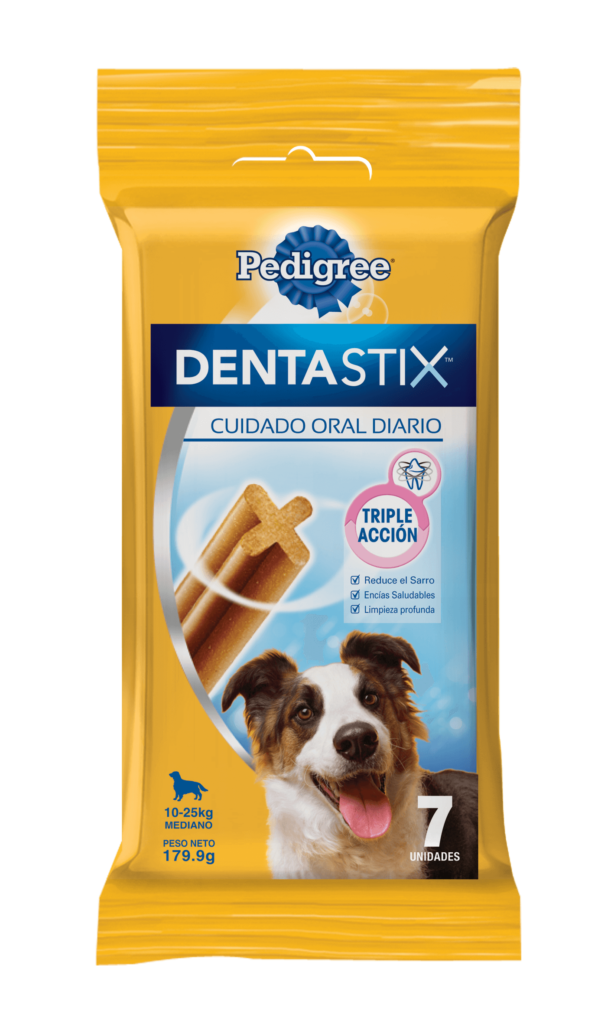 Pedigree®
DENTASTIX™
CUIDADO ORAL DIARIO
TRIPLE
ACCIÓN
Reduce el Sarro
Encías Saludables
Limpieza profunda
10-25kg
MEDIANO
PESO NETO
179.9g
7
UNIDADES